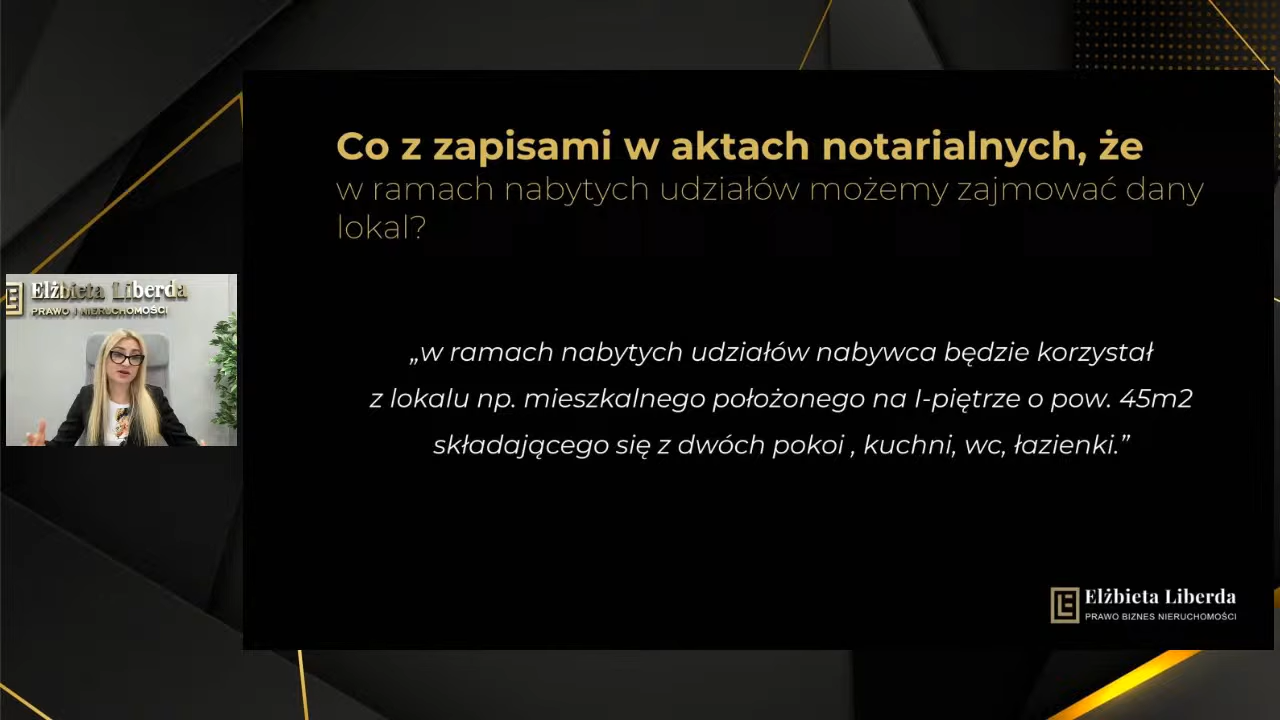 Co z zapisami w aktach notarialnych, że
w ramach nabytych udziałów możemy zajmować dany
lokal?
„w ramach nabytych udziałów nabywca będzie korzystał
z lokalu np. mieszkalnego położonego na I-piętrze o pow. 45m2
składającego się z dwóch pokoi , kuchni, wc, łazienki.”
Elżbieta Liberda
PRAWO I NIERUCHOMOŚCI
Elżbieta Liberda
PRAWO BIZNES NIERUCHOMOŚCI